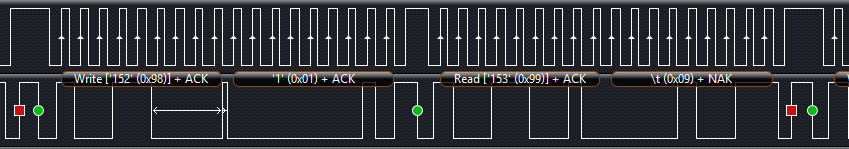 Write ['152' (0x98)] + ACK
'1' (0x01) + ACK
Read ['153' (0x99)] + ACK
\t (0x09) + NAK